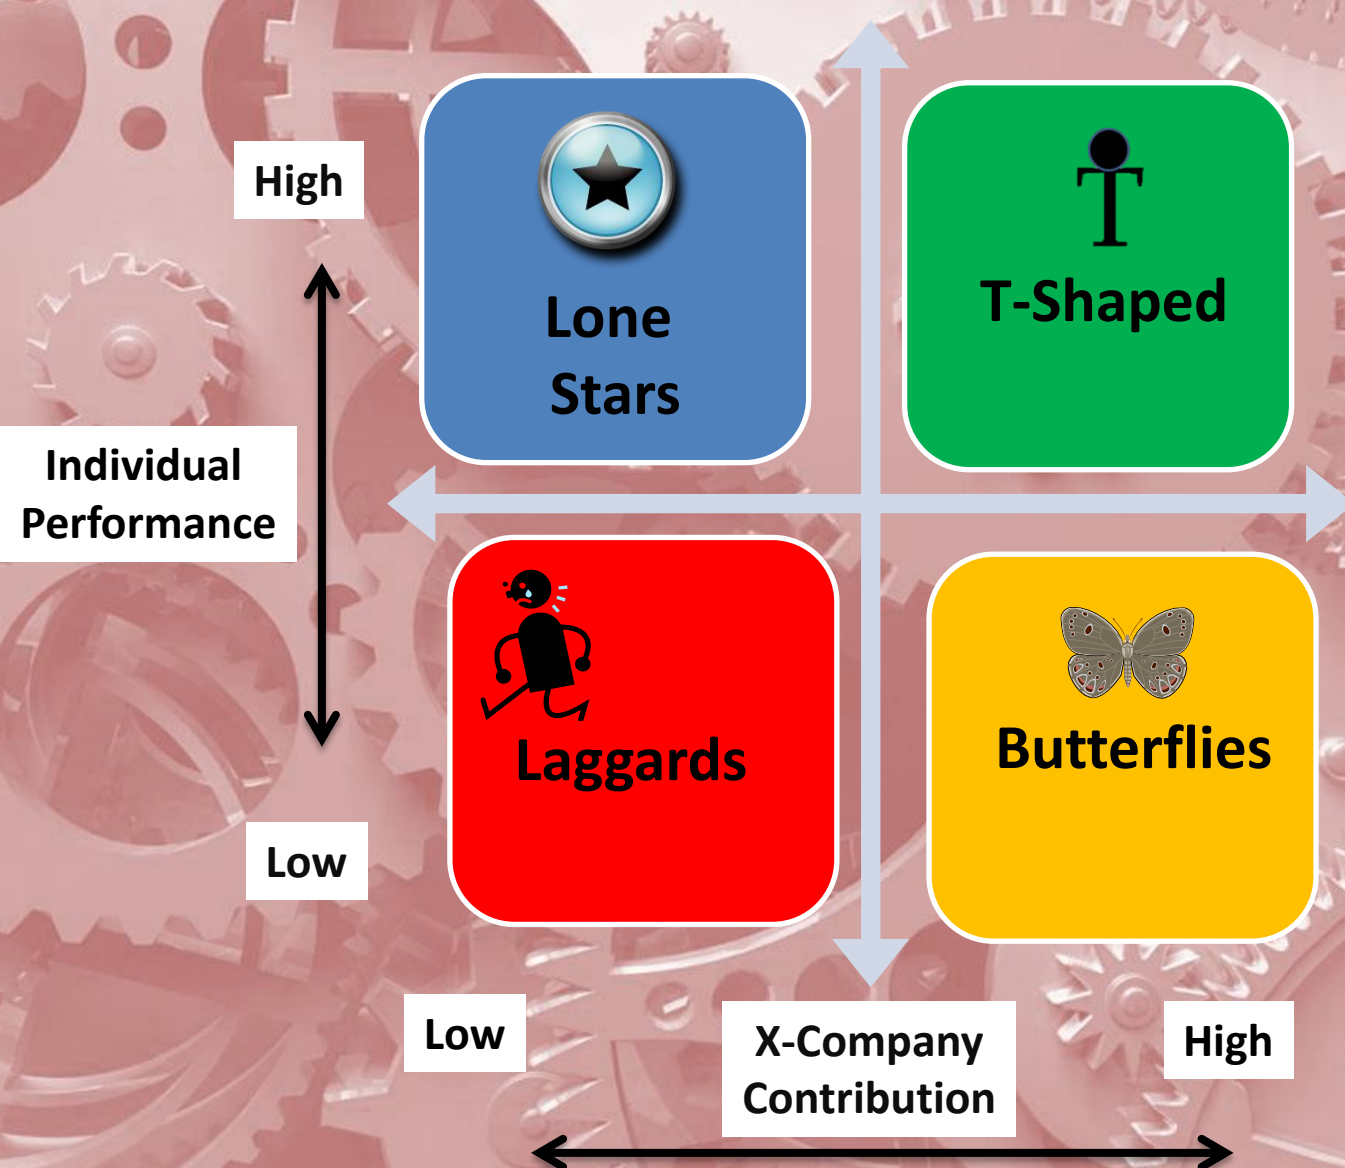 High
Lone
Stars
T-Shaped
Individual
Performance
Laggards
Butterflies
Low
Low
X-Company
Contribution
High